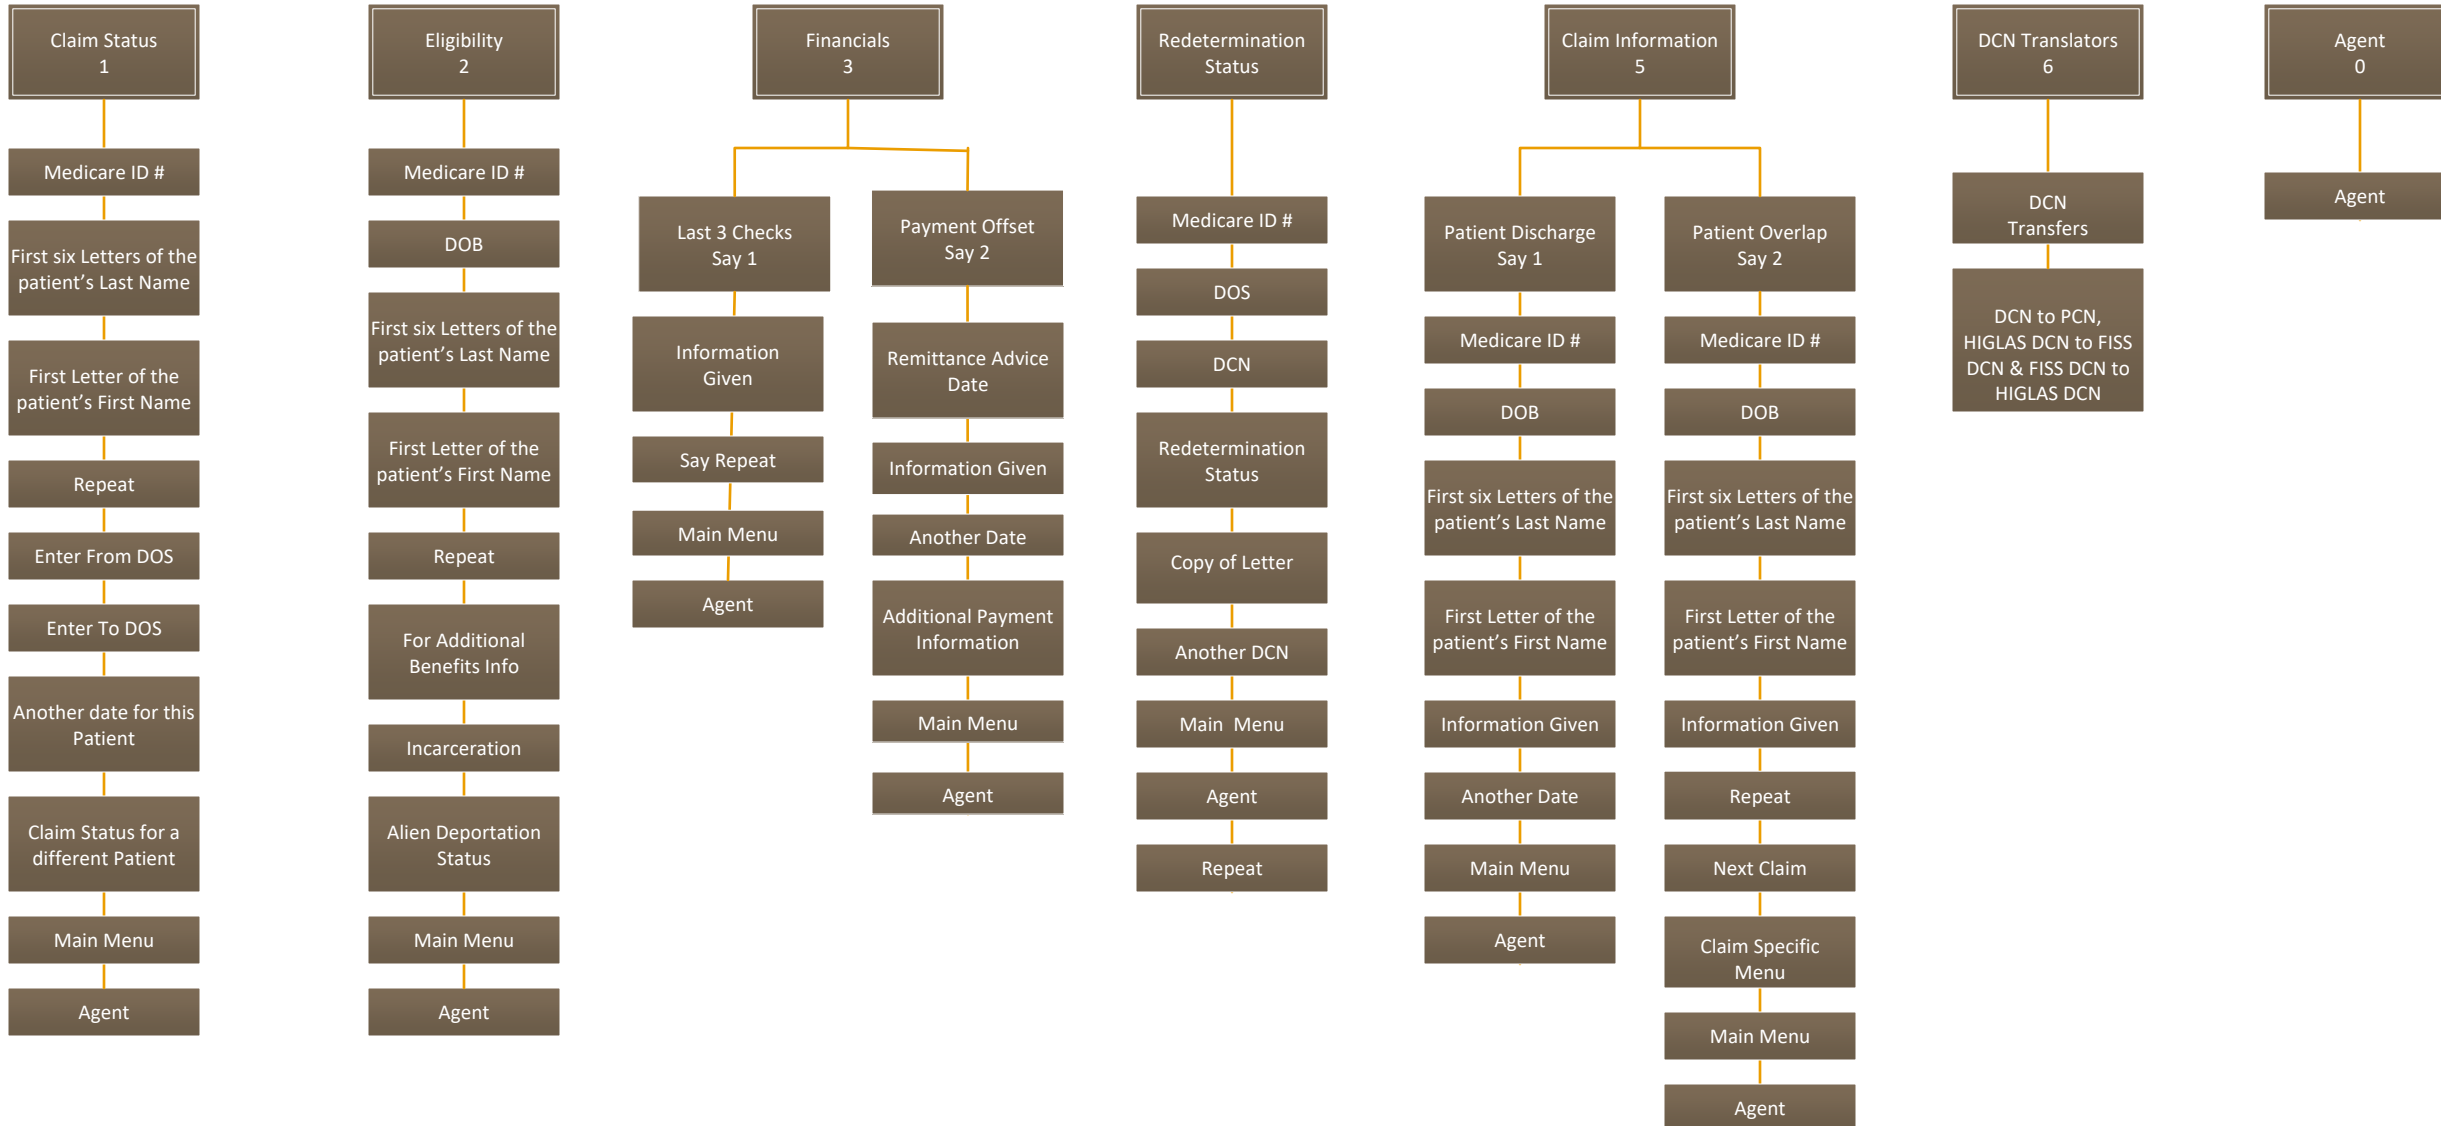 Claim Status
1
Medicare ID #
First six Letters of the
patient’s Last Name
First Letter of the
patient’s First Name
Repeat
Enter From DOS
Enter To DOS
Another date for this
Patient
Claim Status for a
different Patient
Main Menu
Agent
Eligibility
2
Medicare ID #
DOB
First six Letters of the
patient’s Last Name
First Letter of the
patient’s First Name
Repeat
For Additional
Benefits Info
Incarceration
Alien Deportation
Status
Main Menu
Agent
Financials
3
Last 3 Checks
Say 1
Information
Given
Say Repeat
Main Menu
Agent
Payment Offset
Say 2
Remittance Advice
Date
Information Given
Another Date
Additional Payment
Information
Main Menu
Agent
Redetermination
Status
Medicare ID #
DOS
DCN
Redetermination
Status
Copy of Letter
Another DCN
Main Menu
Agent
Repeat
Claim Information
5
Patient Discharge
Say 1
Medicare ID #
DOB
First six Letters of the
patient’s Last Name
First Letter of the
patient’s First Name
Information Given
Another Date
Main Menu
Agent
Patient Overlap
Say 2
Medicare ID #
DOB
First six Letters of the
patient’s Last Name
First Letter of the
patient’s First Name
Information Given
Repeat
Next Claim
Claim Specific
Menu
Main Menu
Agent
DCN Translators
6
DCN
Transfers
DCN to PCN,
HIGLAS DCN to FISS
DCN & FISS DCN to
HIGLAS DCN
Agent
0
Agent